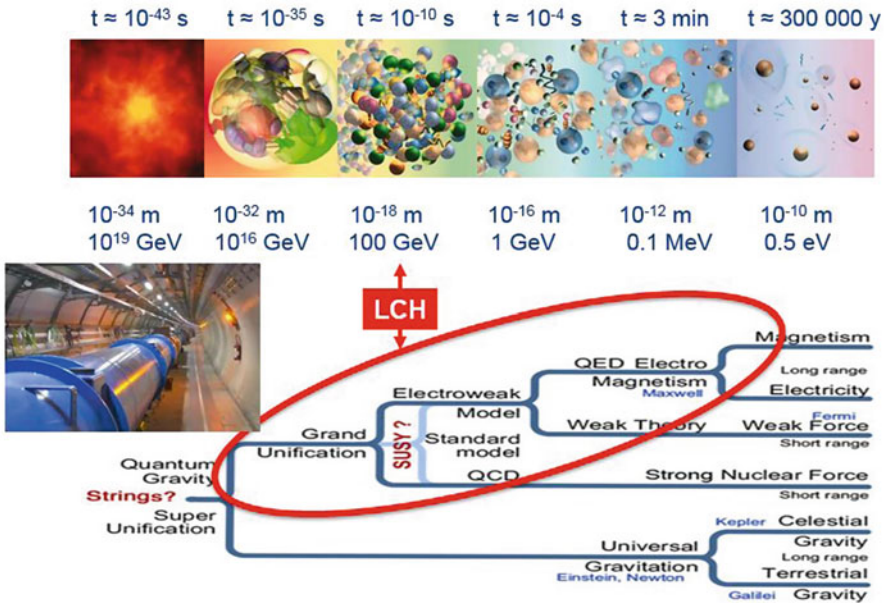 t ≈ 10⁻⁴³ s t ≈ 10⁻³⁵ s t ≈ 10⁻¹⁰ s t ≈ 10⁻⁴ s t ≈ 3 min t ≈ 300 000 y
10⁻³⁴ m 10⁻³² m 10⁻¹⁸ m 10⁻¹⁶ m 10⁻¹² m 10⁻¹⁰ m
10¹⁹ GeV 10¹⁶ GeV 100 GeV 1 GeV 0.1 MeV 0.5 eV
LCH
Magnetism
QED Electro
Long range
Magnetism
Maxwell
Electricity
Electroweak
Model
Fermi
Weak Theory
Weak Force
Short range
Grand
Unification
SUSY ?
Standard
model
QCD
Strong Nuclear Force
Short range
Quantum
Gravity
Strings?
Super
Unification
Kepler
Celestial
Gravity
Long range
Universal
Gravitation
Einstein, Newton
Terrestrial
Galilei
Gravity